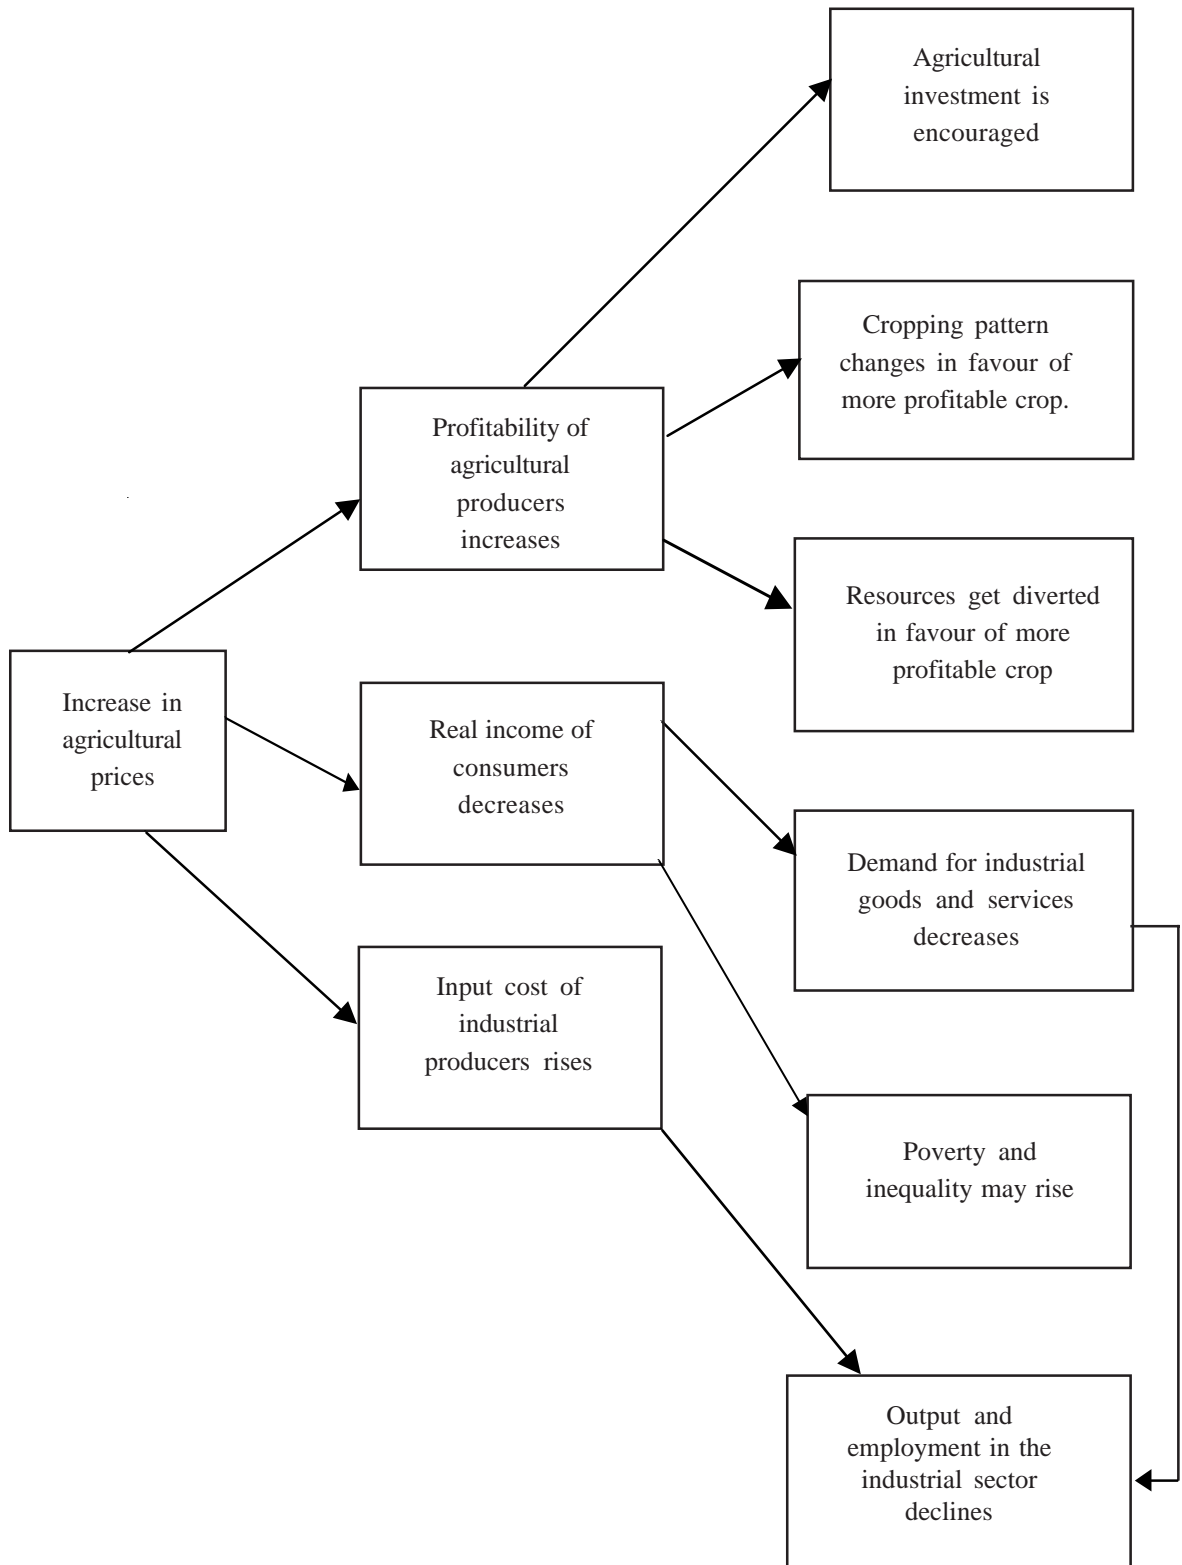 Agricultural
investment is
encouraged
Cropping pattern
changes in favour of
more profitable crop.
Profitability of
agricultural
producers
increases
Resources get diverted
in favour of more
profitable crop
Increase in
agricultural
prices
Real income of
consumers
decreases
Demand for industrial
goods and services
decreases
Input cost of
industrial
producers rises
Poverty and
inequality may rise
Output and
employment in the
industrial sector
declines